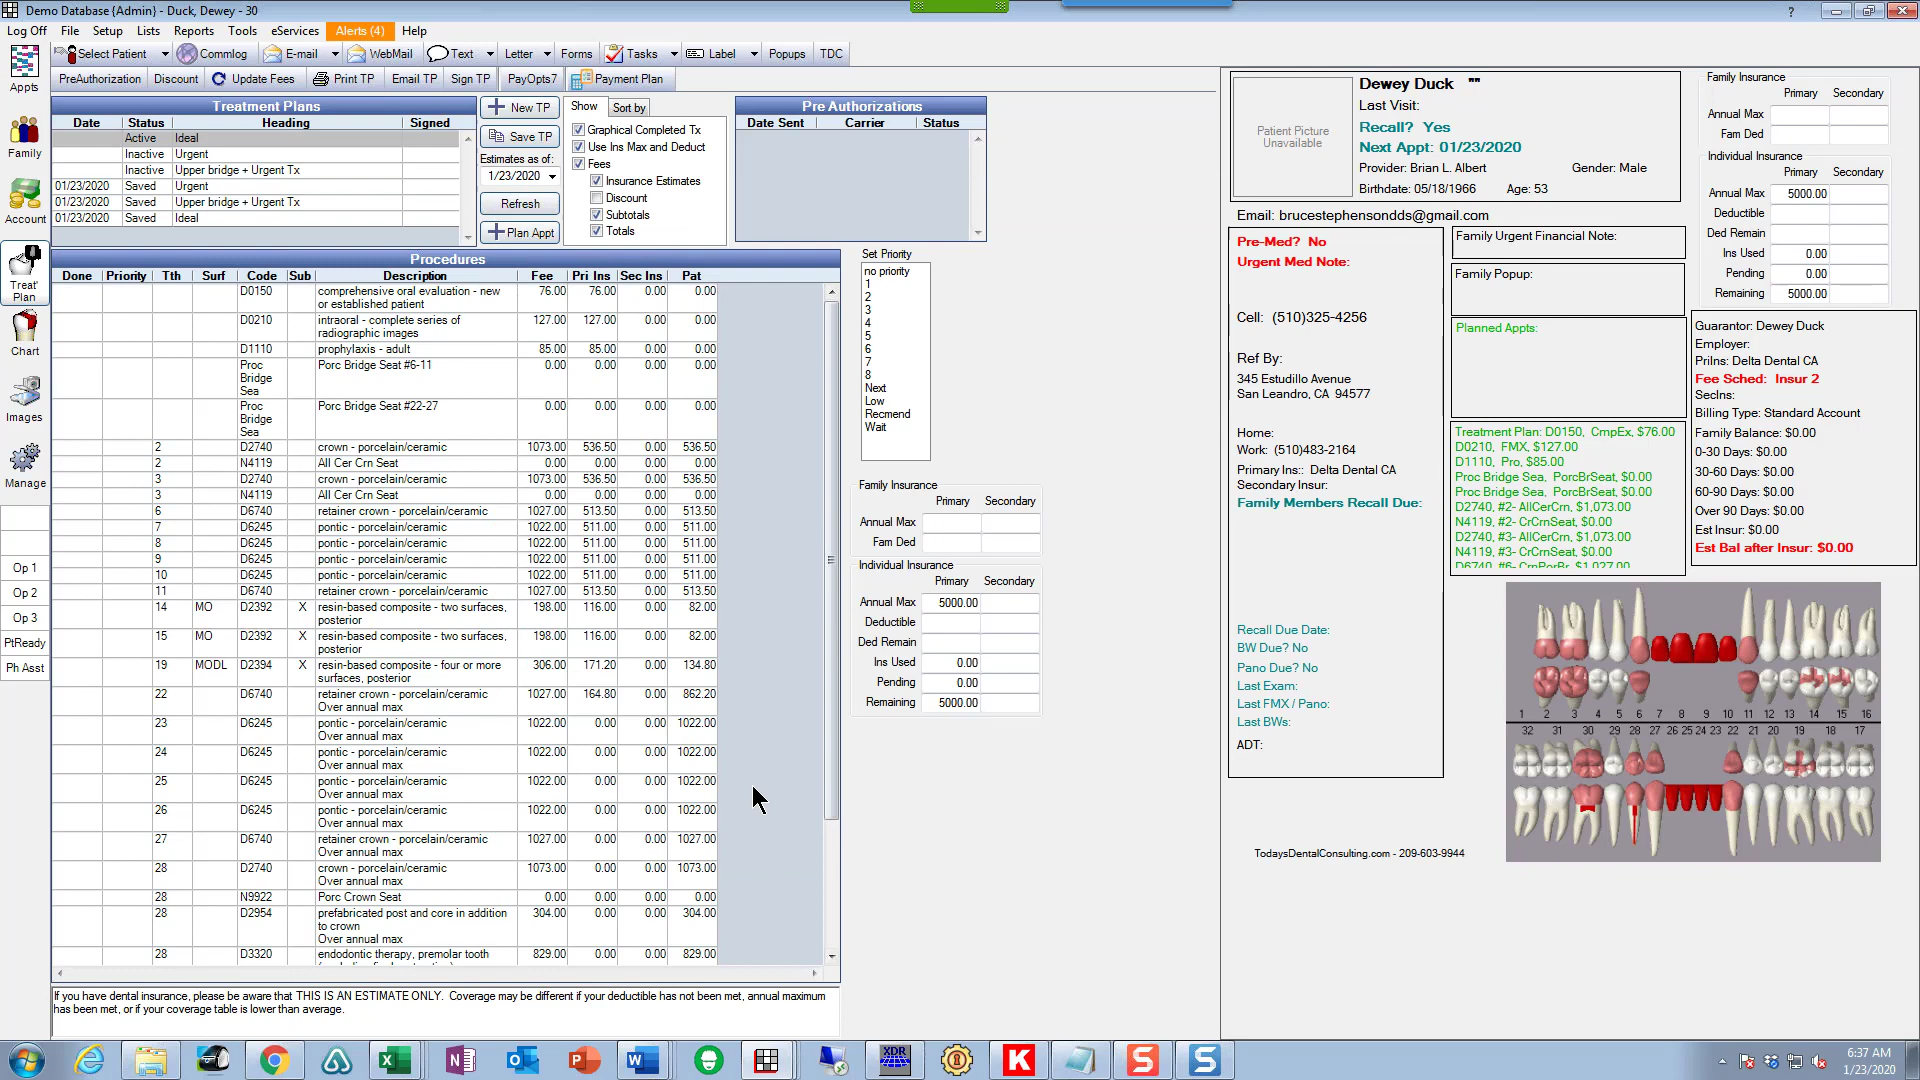 Demo Database {Admin} - Duck, Dewey - 30
Log Off File Setup Lists Reports Tools eServices Alerts (4) Help
Select Patient Commlog E-mail WebMail Text Letter Forms Tasks Label Popups TDC
PreAuthorization Discount Update Fees Print TP Email TP Sign TP PayOpts7 Payment Plan
Appts
Family
Account
Treat'
Plan
Chart
Images
Manage
Op 1
Op 2
Op 3
PtReady
Ph Asst
Treatment Plans
Date Status Heading Signed
Active Ideal
Inactive Urgent
Inactive Upper bridge + Urgent Tx
01/23/2020 Saved Urgent
01/23/2020 Saved Upper bridge + Urgent Tx
01/23/2020 Saved Ideal
New TP
Save TP
Estimates as of:
1/23/2020
Refresh
Plan Appt
Show Sort by
Graphical Completed Tx
Use Ins Max and Deduct
Fees
Insurance Estimates
Discount
Subtotals
Totals
Pre Authorizations
Date Sent Carrier Status
Procedures
Done Priority Tth Surf Code Sub Description Fee Pri Ins Sec Ins Pat
D0150 comprehensive oral evaluation - new 76.00 76.00 0.00 0.00
or established patient
D0210 intraoral - complete series of 127.00 127.00 0.00 0.00
radiographic images
D1110 prophylaxis - adult 85.00 85.00 0.00 0.00
Proc Porc Bridge Seat #6-11 0.00 0.00 0.00 0.00
Bridge
Sea
Proc Porc Bridge Seat #22-27 0.00 0.00 0.00 0.00
Bridge
Sea
2 D2740 crown - porcelain/ceramic 1073.00 536.50 0.00 536.50
2 N4119 All Cer Crn Seat 0.00 0.00 0.00 0.00
3 D2740 crown - porcelain/ceramic 1073.00 536.50 0.00 536.50
3 N4119 All Cer Crn Seat 0.00 0.00 0.00 0.00
6 D6740 retainer crown - porcelain/ceramic 1027.00 513.50 0.00 513.50
7 D6245 pontic - porcelain/ceramic 1022.00 511.00 0.00 511.00
8 D6245 pontic - porcelain/ceramic 1022.00 511.00 0.00 511.00
9 D6245 pontic - porcelain/ceramic 1022.00 511.00 0.00 511.00
10 D6245 pontic - porcelain/ceramic 1022.00 511.00 0.00 511.00
11 D6740 retainer crown - porcelain/ceramic 1027.00 513.50 0.00 513.50
14 MO D2392 X resin-based composite - two surfaces, 198.00 116.00 0.00 82.00
posterior
15 MO D2392 X resin-based composite - two surfaces, 198.00 116.00 0.00 82.00
posterior
19 MODL D2394 X resin-based composite - four or more 306.00 171.20 0.00 134.80
surfaces, posterior
22 D6740 retainer crown - porcelain/ceramic 1027.00 164.80 0.00 862.20
Over annual max
23 D6245 pontic - porcelain/ceramic 1022.00 0.00 0.00 1022.00
Over annual max
24 D6245 pontic - porcelain/ceramic 1022.00 0.00 0.00 1022.00
Over annual max
25 D6245 pontic - porcelain/ceramic 1022.00 0.00 0.00 1022.00
Over annual max
26 D6245 pontic - porcelain/ceramic 1022.00 0.00 0.00 1022.00
Over annual max
27 D6740 retainer crown - porcelain/ceramic 1027.00 0.00 0.00 1027.00
Over annual max
28 D2740 crown - porcelain/ceramic 1073.00 0.00 0.00 1073.00
Over annual max
28 N9922 Porc Crown Seat 0.00 0.00 0.00 0.00
28 D2954 prefabricated post and core in addition 304.00 0.00 0.00 304.00
to crown
Over annual max
28 D3320 endodontic therapy, premolar tooth 829.00 0.00 0.00 829.00
If you have dental insurance, please be aware that THIS IS AN ESTIMATE ONLY. Coverage may be different if your deductible has not been met, annual maximum
has been met, or if your coverage table is lower than average.
Set Priority
no priority
1
2
3
4
5
6
7
8
Next
Low
Recmend
Wait
Family Insurance
Primary Secondary
Annual Max
Fam Ded
Individual Insurance
Primary Secondary
Annual Max 5000.00
Deductible
Ded Remain
Ins Used 0.00
Pending 0.00
Remaining 5000.00
Patient Picture
Unavailable
Dewey Duck ""
Last Visit:
Recall? Yes
Next Appt: 01/23/2020
Provider: Brian L. Albert Gender: Male
Birthdate: 05/18/1966 Age: 53
Email: brucestephensondds@gmail.com
Pre-Med? No
Urgent Med Note:
Cell: (510)325-4256
Ref By:
345 Estudillo Avenue
San Leandro, CA 94577
Home:
Work: (510)483-2164
Primary Ins:: Delta Dental CA
Secondary Insur:
Family Members Recall Due:
Recall Due Date:
BW Due? No
Pano Due? No
Last Exam:
Last FMX / Pano:
Last BWs:
ADT:
TodaysDentalConsulting.com - 209-603-9944
Family Urgent Financial Note:
Family Popup:
Planned Appts:
Treatment Plan: D0150, CmpEx, $76.00
D0210, FMX, $127.00
D1110, Pro, $85.00
Proc Bridge Sea, PorcBrSeat, $0.00
Proc Bridge Sea, PorcBrSeat, $0.00
D2740, #2- AllCerCrn, $1,073.00
N4119, #2- CrCrnSeat, $0.00
D2740, #3- AllCerCrn, $1,073.00
N4119, #3- CrCrnSeat, $0.00
D6740, #6- CrnPorBr, $1,027.00
Family Insurance
Primary Secondary
Annual Max
Fam Ded
Individual Insurance
Primary Secondary
Annual Max 5000.00
Deductible
Ded Remain
Ins Used 0.00
Pending 0.00
Remaining 5000.00
Guarantor: Dewey Duck
Employer:
PriIns: Delta Dental CA
Fee Sched: Insur 2
SecIns:
Billing Type: Standard Account
Family Balance: $0.00
0-30 Days: $0.00
30-60 Days: $0.00
60-90 Days: $0.00
Over 90 Days: $0.00
Est Insur: $0.00
Est Bal after Insur: $0.00
1 2 3 4 5 6 7 8 9 10 11 12 13 14 15 16
32 31 30 29 28 27 26 25 24 23 22 21 20 19 18 17
XDR
6:37 AM
1/23/2020